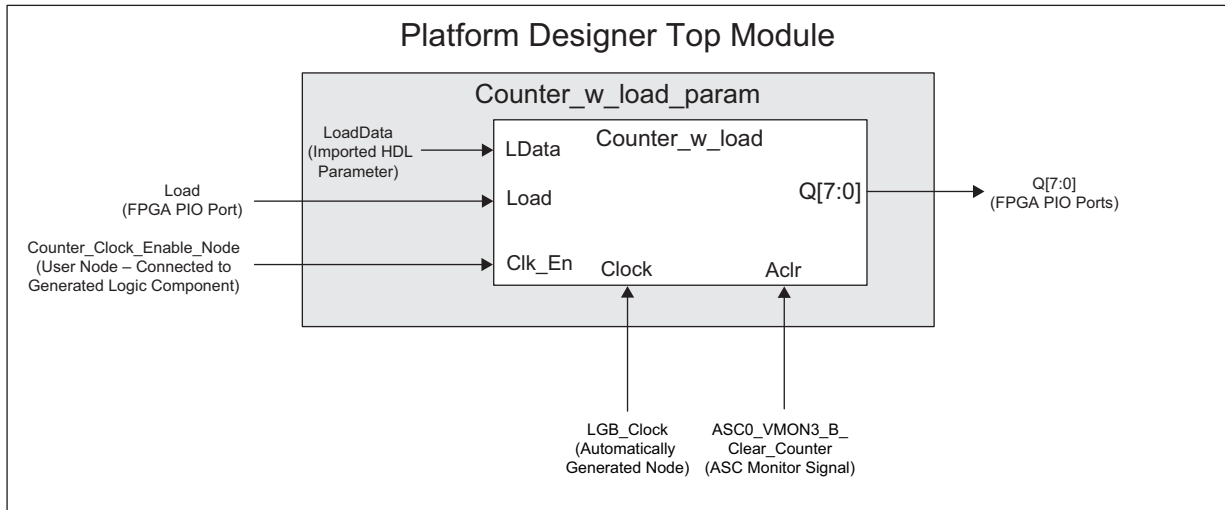 Platform Designer Top Module
Counter_w_load_param
LoadData
(Imported HDL
Parameter)
LData
Counter_w_load
Load
(FPGA PIO Port)
Load
Q[7:0]
Q[7:0]
(FPGA PIO Ports)
Counter_Clock_Enable_Node
(User Node – Connected to
Generated Logic Component)
Clk_En
Clock
Aclr
LGB_Clock
(Automatically
Generated Node)
ASC0_VMON3_B_
Clear_Counter
(ASC Monitor Signal)